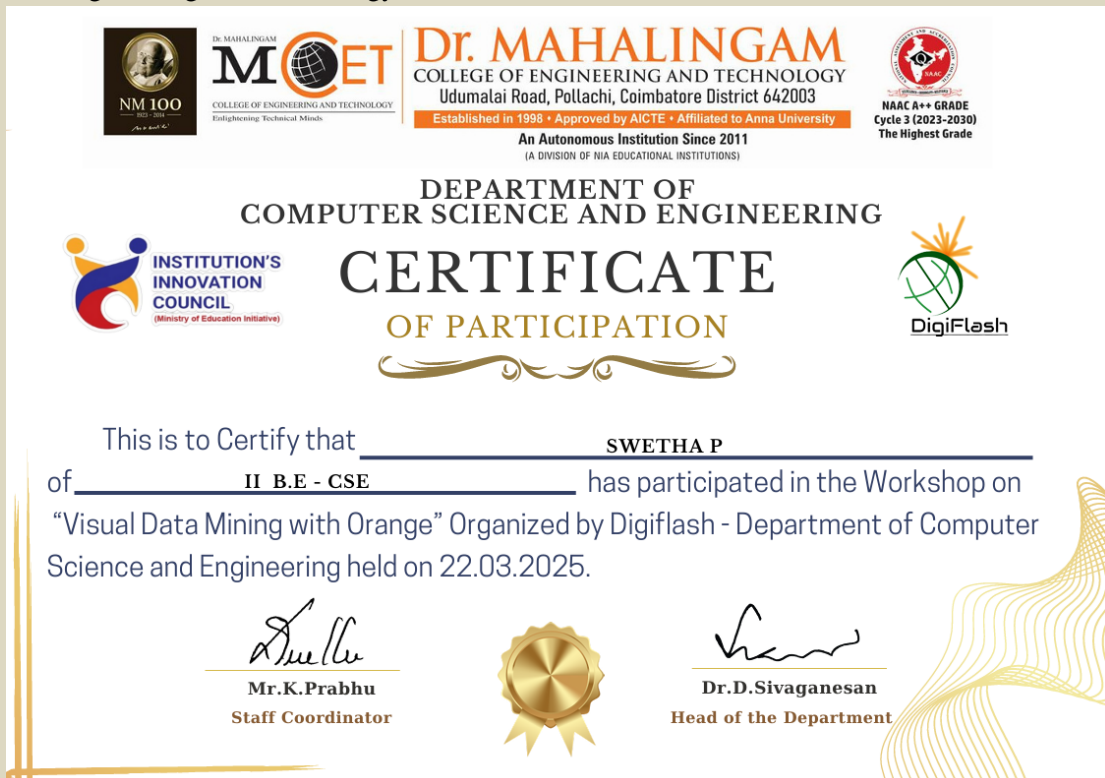 Dr. MAHALINGAM
MCET
COLLEGE OF ENGINEERING AND TECHNOLOGY
Enlightening Technical Minds
NM 100
1923 - 2014
Dr. MAHALINGAM
COLLEGE OF ENGINEERING AND TECHNOLOGY
Udumalai Road, Pollachi, Coimbatore District 642003
Established in 1998 • Approved by AICTE • Affiliated to Anna University
An Autonomous Institution Since 2011
(A DIVISION OF NIA EDUCATIONAL INSTITUTIONS)
NAAC
NAAC A++ GRADE
Cycle 3 (2023-2030)
The Highest Grade
DEPARTMENT OF
COMPUTER SCIENCE AND ENGINEERING
INSTITUTION'S
INNOVATION
COUNCIL
(Ministry of Education Initiative)
CERTIFICATE
OF PARTICIPATION
DigiFlash
This is to Certify that SWETHA P
of II B.E - CSE has participated in the Workshop on
“Visual Data Mining with Orange” Organized by Digiflash - Department of Computer
Science and Engineering held on 22.03.2025.
Mr.K.Prabhu
Staff Coordinator
Dr.D.Sivaganesan
Head of the Department